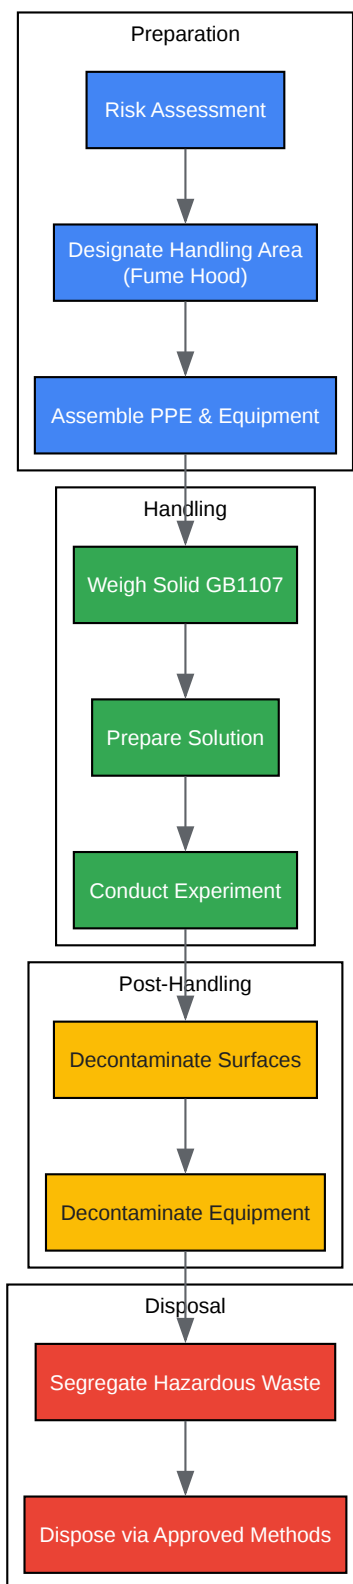 Preparation
Risk Assessment
Designate Handling Area
(Fume Hood)
Assemble PPE & Equipment
Handling
Weigh Solid GB1107
Prepare Solution
Conduct Experiment
Post-Handling
Decontaminate Surfaces
Decontaminate Equipment
Disposal
Segregate Hazardous Waste
Dispose via Approved Methods